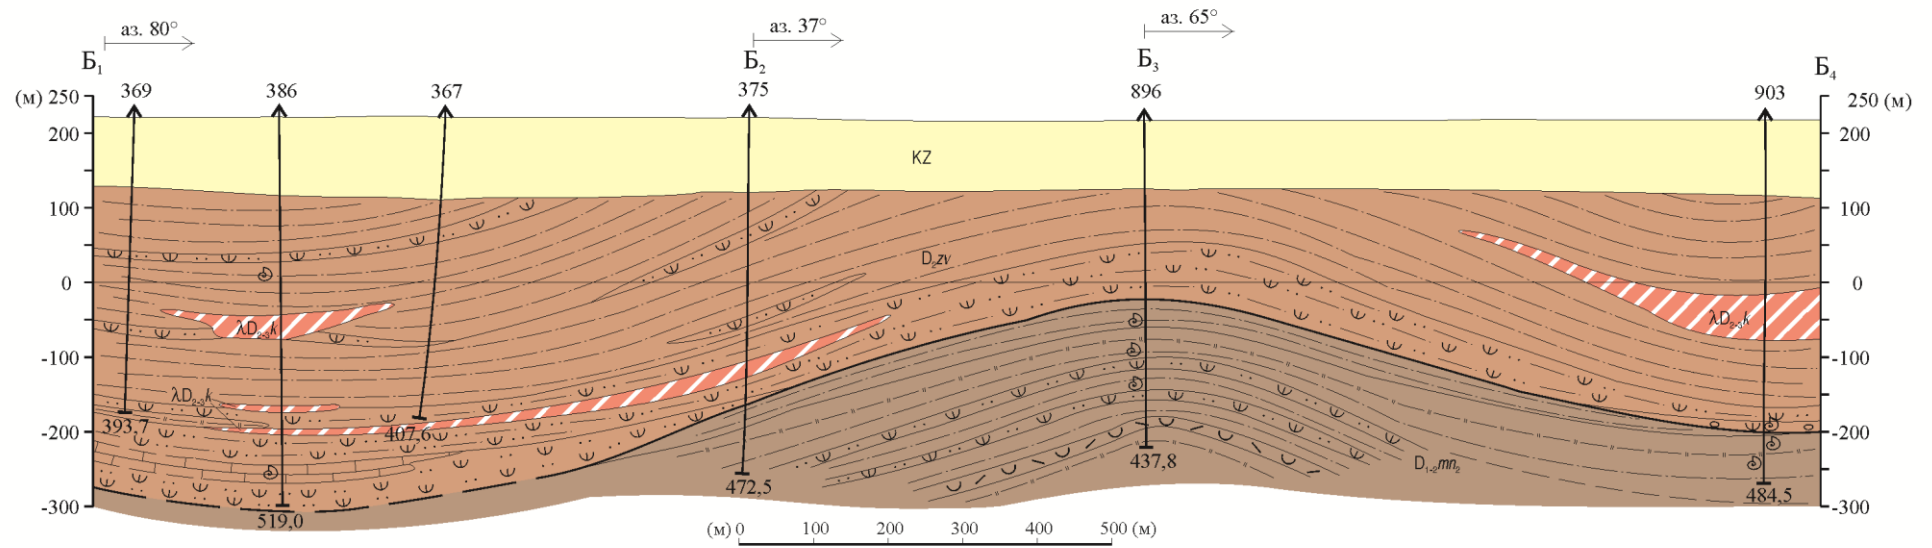 аз. 80°
аз. 37°
аз. 65°
Б₁
Б₂
Б₃
Б₄
369
386
367
375
896
903
(м) 250
250 (м)
200
200
KZ
100
100
D₂zv
0
0
λD₂₋₃k
λD₂₋₃k
-100
-100
λD₂₋₃k
393,7
407,6
-200
-200
437,8
D₁₋₂mn₂
472,5
484,5
-300
-300
519,0
(м) 0 100 200 300 400 500 (м)